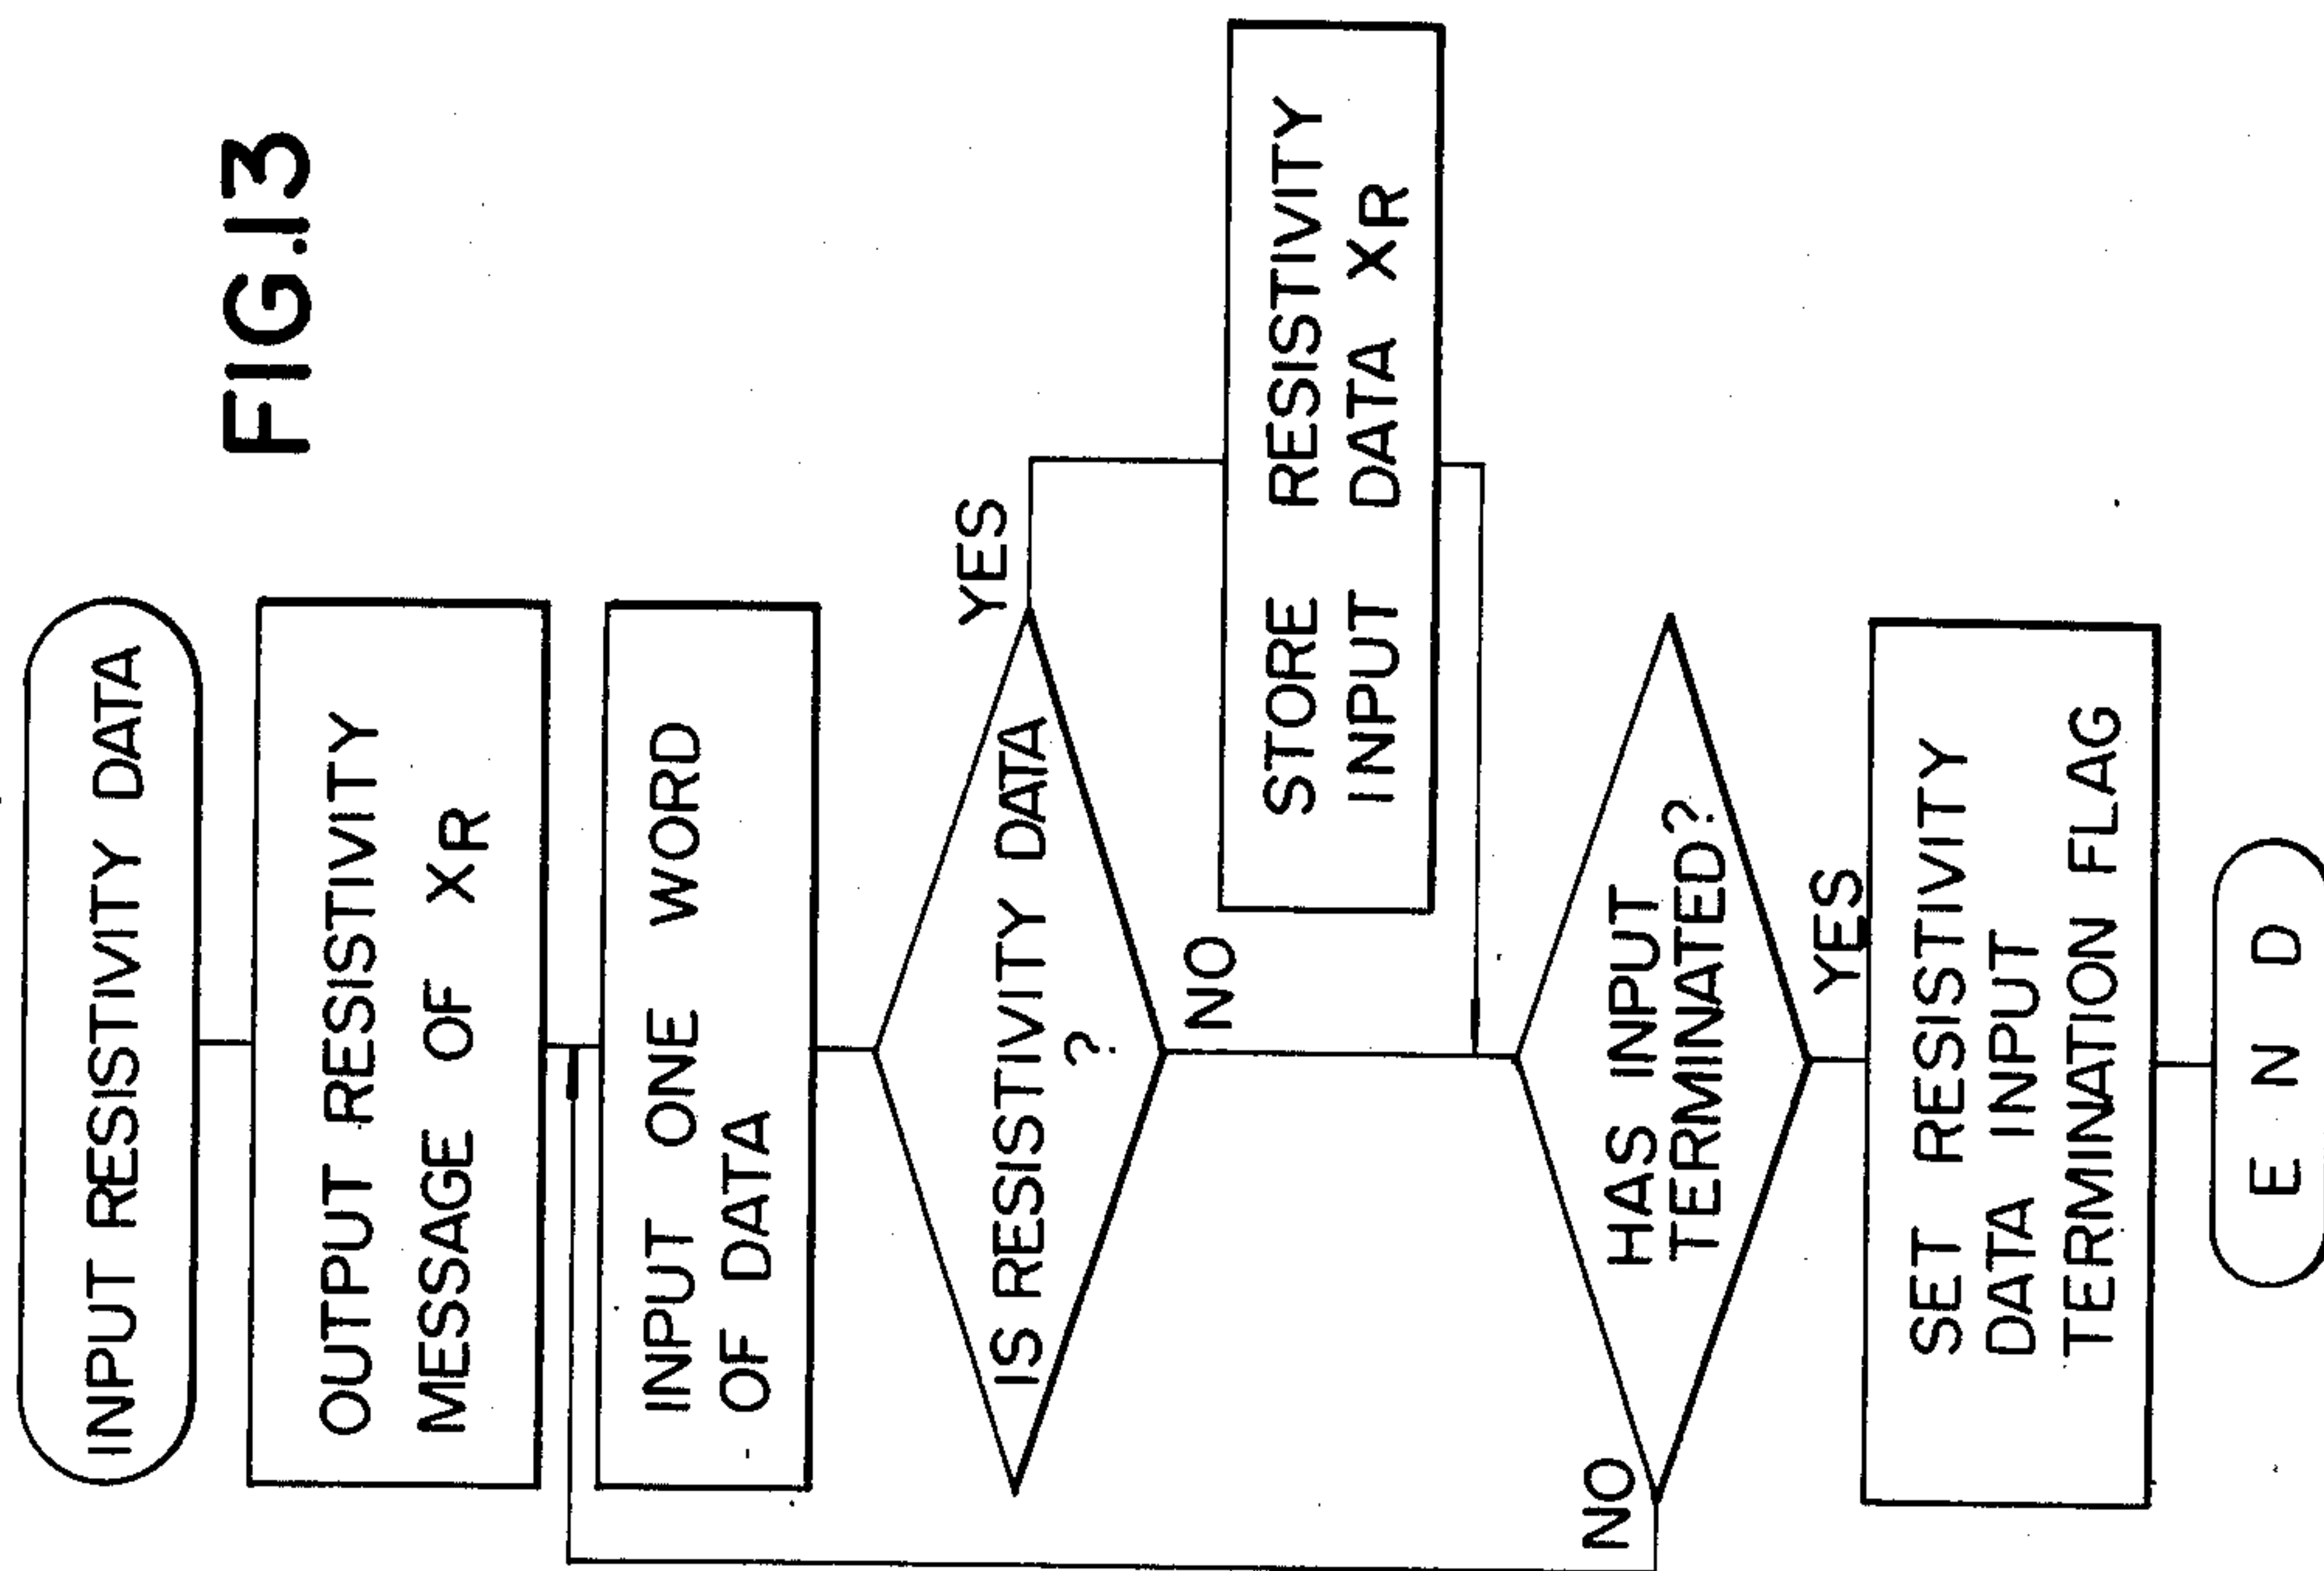 FIG.13
INPUT RESISTIVITY DATA
OUTPUT RESISTIVITY
MESSAGE OF XR
INPUT ONE WORD
OF DATA
IS RESISTIVITY DATA
?
YES
NO
STORE RESISTIVITY
INPUT DATA XR
HAS INPUT
TERMINATED?
NO
YES
SET RESISTIVITY
DATA INPUT
TERMINATION FLAG
E N D